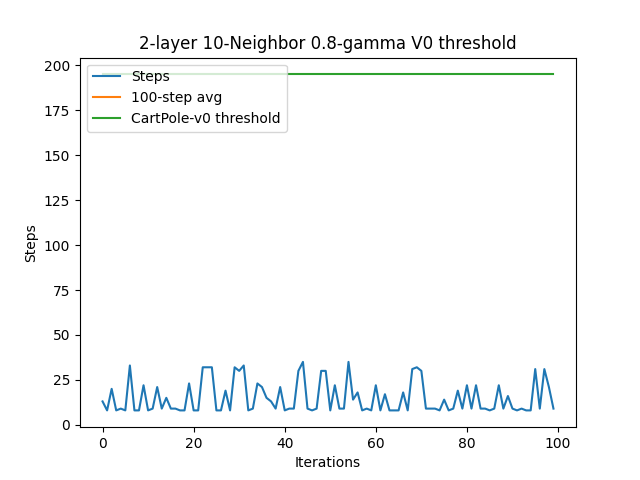 2-layer 10-Neighbor 0.8-gamma V0 threshold
Steps
100-step avg
CartPole-v0 threshold
200
175
150
125
100
75
50
25
0
Steps
0
20
40
60
80
100
Iterations